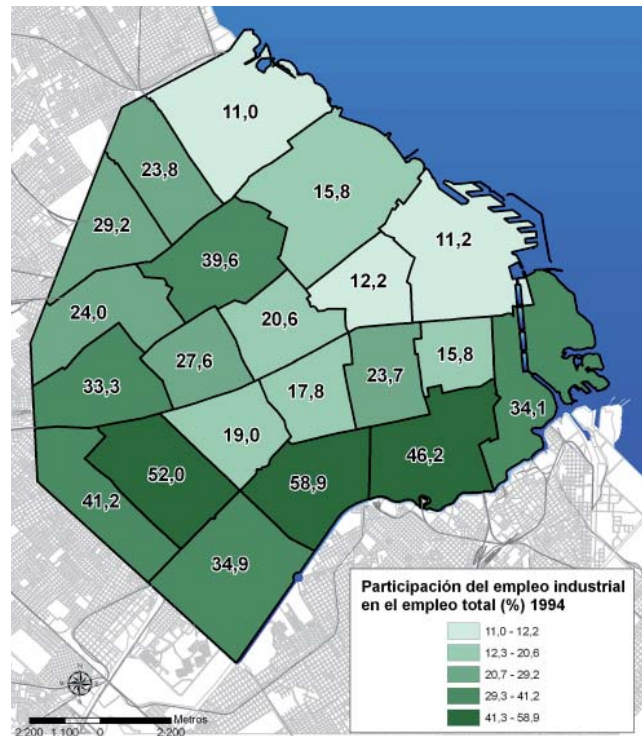 11,0
23,8
15,8
29,2
11,2
39,6
12,2
24,0
20,6
27,6
15,8
23,7
33,3
17,8
34,1
19,0
46,2
52,0
58,9
41,2
34,9
Participación del empleo industrial
en el empleo total (%) 1994
11,0 - 12,2
12,3 - 20,6
20,7 - 29,2
29,3 - 41,2
41,3 - 58,9
N
Metros
2.200 1.100 0 2.200